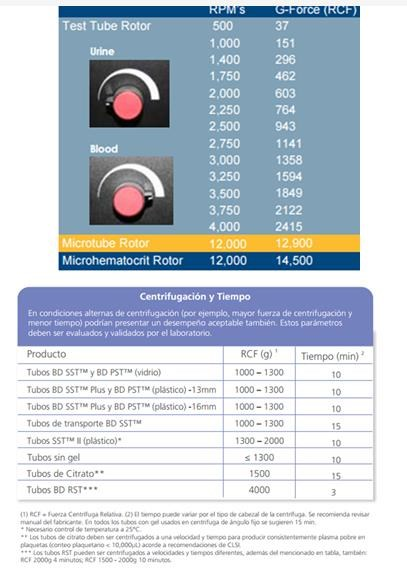 RPM's G-Force (RCF)
Test Tube Rotor 500 37
Urine
1,000 151
1,400 296
1,750 462
2,000 603
2,250 764
2,500 943
Blood
2,750 1141
3,000 1358
3,250 1594
3,500 1849
3,750 2122
4,000 2415
Microtube Rotor 12,000 12,900
Microhematocrit Rotor 12,000 14,500
Centrifugación y Tiempo
En condiciones alternas de centrifugación (por ejemplo, mayor fuerza de centrifugación y
menor tiempo) podrían presentar un desempeño aceptable también. Estos parámetros
deben ser evaluados y validados por el laboratorio.
Producto RCF (g) ¹ Tiempo (min) ²
Tubos BD SST™ y BD PST™ (vidrio) 1000 – 1300 10
Tubos BD SST™ Plus y BD PST™ (plástico) -13mm 1000 – 1300 10
Tubos BD SST™ Plus y BD PST™ (plástico) -16mm 1000 – 1300 10
Tubos de transporte BD SST™ 1000 – 1300 15
Tubos SST™ II (plástico)* 1300 – 2000 10
Tubos sin gel ≤ 1300 10
Tubos de Citrato** 1500 15
Tubos BD RST*** 4000 3
(1) RCF = Fuerza Centrífuga Relativa. (2) El tiempo puede variar por el tipo de cabezal de la centrífuga. Se recomienda revisar
manual del fabricante. En todos los tubos con gel usados en centrífuga de ángulo fijo se sugieren 15 min.
* Necesario control de temperatura a 25°C.
** Los tubos de citrato deben ser centrifugados a una velocidad y tiempo para producir consistentemente plasma pobre en
plaquetas (conteo plaquetario < 10,000µL) acorde a recomendaciones de CLSI.
*** Los tubos RST pueden ser centrifugados a velocidades y tiempos diferentes, además del mencionado en tabla, también:
RCF 2000g 4 minutos; RCF 1500 - 2000g 10 minutos.